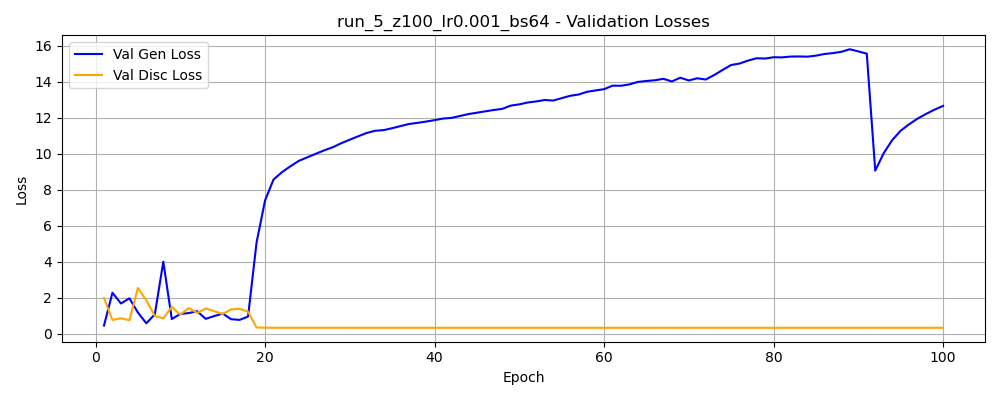 run_5_z100_lr0.001_bs64 - Validation Losses
Val Gen Loss
Val Disc Loss
Loss
16
14
12
10
8
6
4
2
0
0 20 40 60 80 100
Epoch